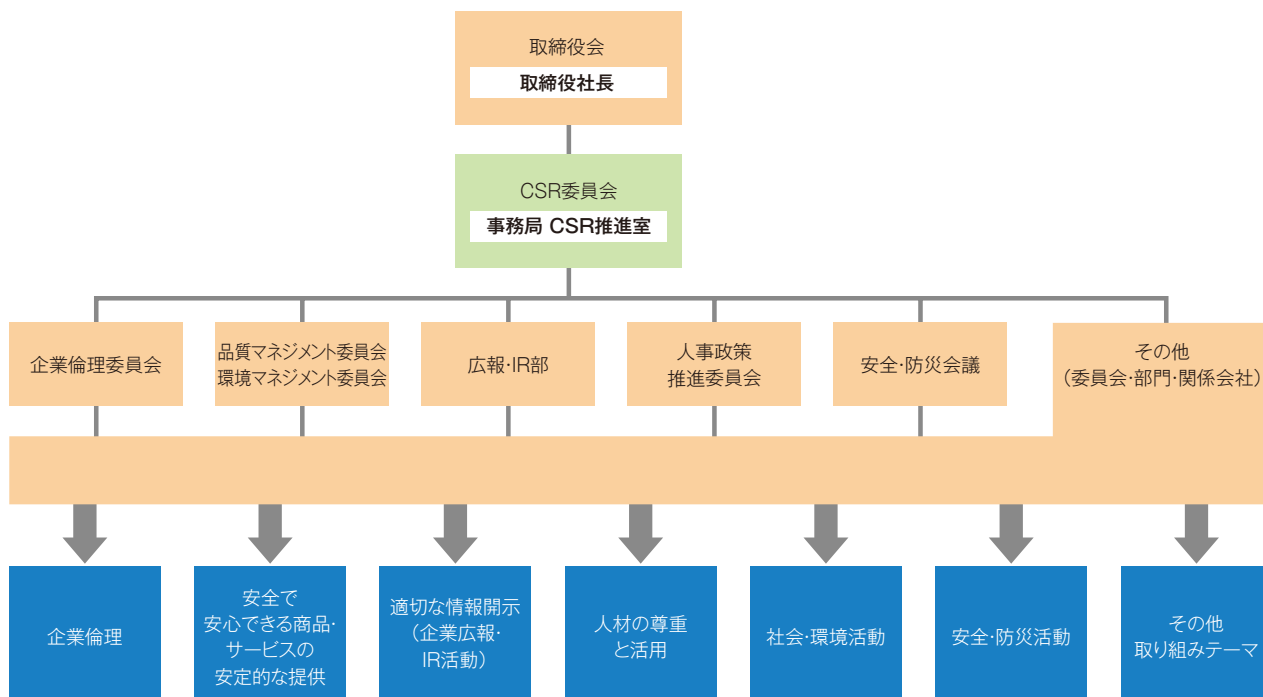 取締役会
取締役社長
CSR委員会
事務局 CSR推進室
企業倫理委員会
品質マネジメント委員会
環境マネジメント委員会
広報・IR部
人事政策
推進委員会
安全・防災会議
その他
（委員会・部門・関係会社）
企業倫理
安全で
安心できる商品・
サービスの
安定的な提供
適切な情報開示
（企業広報・
IR活動）
人材の尊重
と活用
社会・環境活動
安全・防災活動
その他
取り組みテーマ